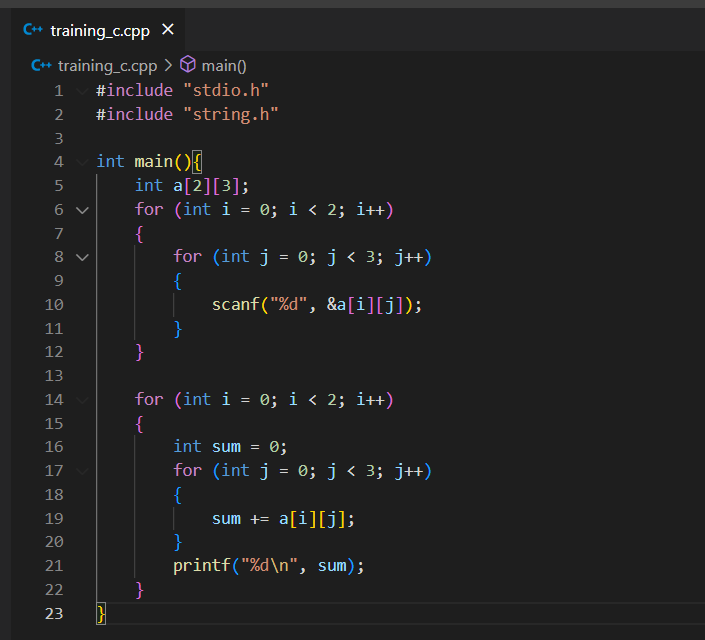 C++ training_c.cpp ×
C++ training_c.cpp > main()
1 #include "stdio.h"
2 #include "string.h"
3
4 int main(){
5     int a[2][3];
6     for (int i = 0; i < 2; i++)
7     {
8         for (int j = 0; j < 3; j++)
9         {
10             scanf("%d", &a[i][j]);
11         }
12     }
13
14     for (int i = 0; i < 2; i++)
15     {
16         int sum = 0;
17         for (int j = 0; j < 3; j++)
18         {
19             sum += a[i][j];
20         }
21         printf("%d\n", sum);
22     }
23 }